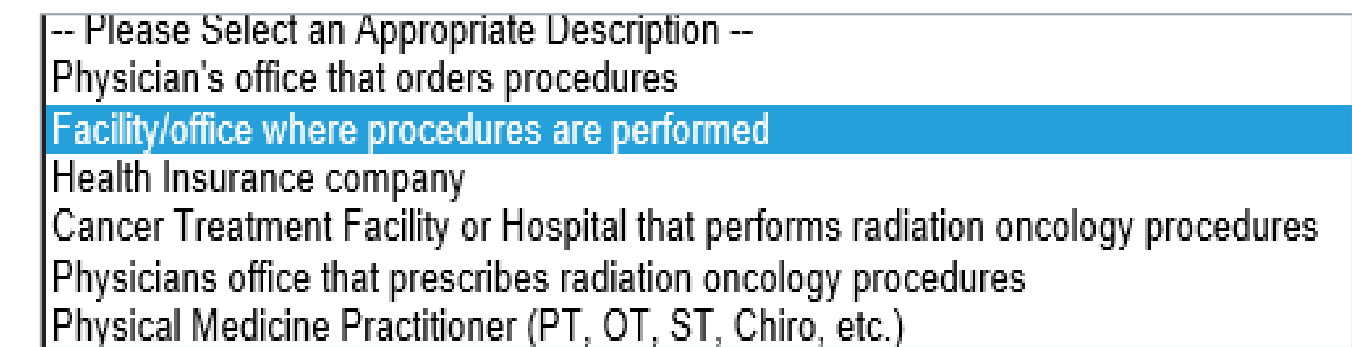 -- Please Select an Appropriate Description --
Physician's office that orders procedures
Facility/office where procedures are performed
Health Insurance company
Cancer Treatment Facility or Hospital that performs radiation oncology procedures
Physicians office that prescribes radiation oncology procedures
Physical Medicine Practitioner (PT, OT, ST, Chiro, etc.)